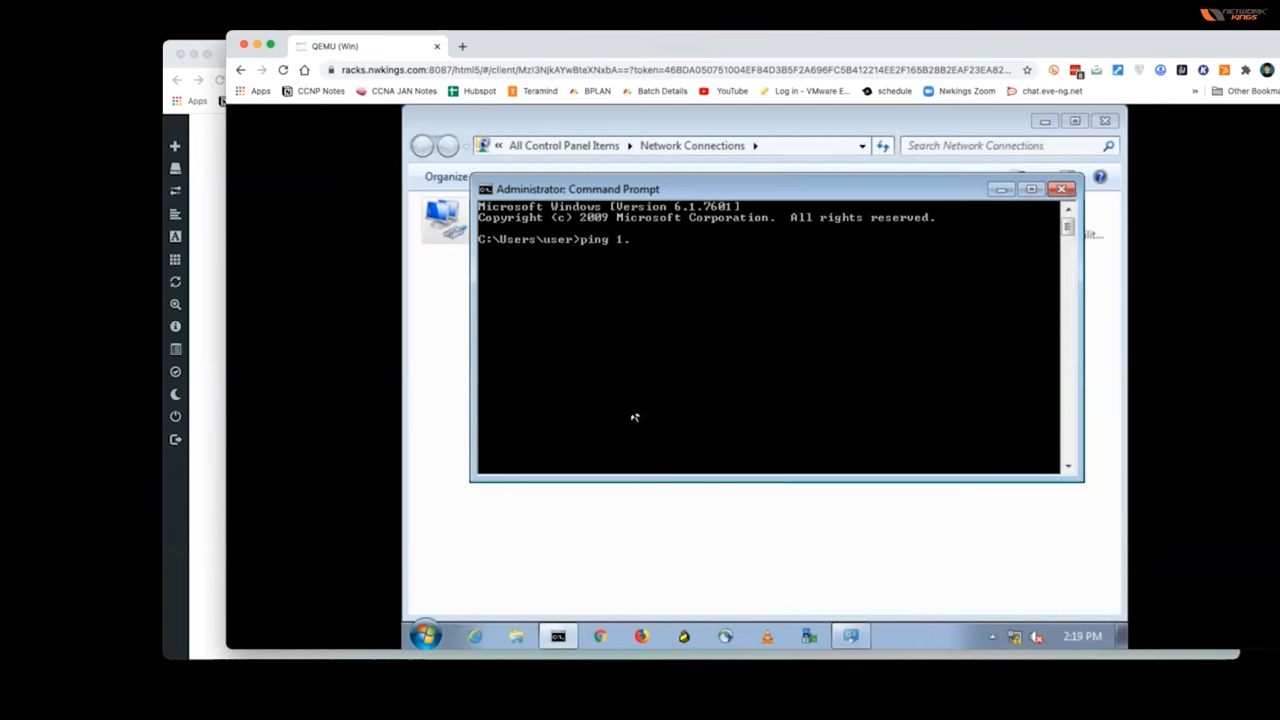 NETWORK
KINGS
QEMU (Win)
racks.nwkings.com:8087/html5/#/client/MzI3NjkAYwBteXNxbA==?token=46BDA050751004EF84D3B5F2A696FC5B412214EE2F165B28B2EAF23EA82...
Apps
Apps
CCNP Notes
CCNA JAN Notes
Hubspot
Teramind
BPLAN
Batch Details
YouTube
Log in - VMware E...
schedule
Nwkings Zoom
chat.eve-ng.net
»
Other Bookma
« All Control Panel Items
Network Connections
Search Network Connections
Organize
Administrator: Command Prompt
Microsoft Windows [Version 6.1.7601]
Copyright (c) 2009 Microsoft Corporation. All rights reserved.
C:\Users\user>ping 1.
2:19 PM